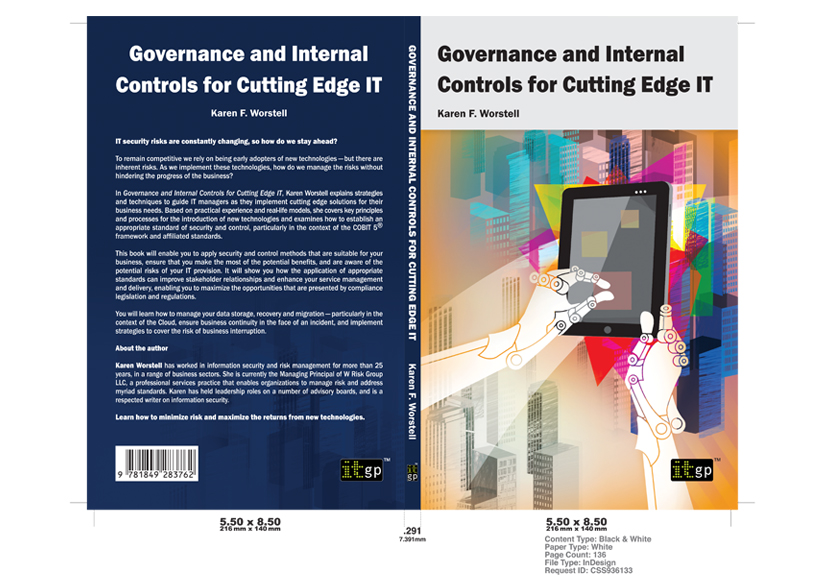 Governance and Internal
Controls for Cutting Edge IT
Karen F. Worstell
IT security risks are constantly changing, so how do we stay ahead?
To remain competitive we rely on being early adopters of new technologies — but there are
inherent risks. As we implement these technologies, how do we manage the risks without
hindering the progress of the business?
In Governance and Internal Controls for Cutting Edge IT, Karen Worstell explains strategies
and techniques to guide IT managers as they implement cutting edge solutions for their
business needs. Based on practical experience and real-life models, she covers key principles
and processes for the introduction of new technologies and examines how to establish an
appropriate standard of security and control, particularly in the context of the COBIT 5®
framework and affiliated standards.
This book will enable you to apply security and control methods that are suitable for your
business, ensure that you make the most of the potential benefits, and are aware of the
potential risks of your IT provision. It will show you how the application of appropriate
standards can improve stakeholder relationships and enhance your service management
and delivery, enabling you to maximize the opportunities that are presented by compliance
legislation and regulations.
You will learn how to manage your data storage, recovery and migration — particularly in the
context of the Cloud, ensure business continuity in the face of an incident, and implement
strategies to cover the risk of business interruption.
About the author
Karen Worstell has worked in information security and risk management for more than 25
years, in a range of business sectors. She is currently the Managing Principal of W Risk Group
LLC, a professional services practice that enables organizations to manage risk and address
myriad standards. Karen has held leadership roles on a number of advisory boards, and is a
respected writer on information security.
Learn how to minimize risk and maximize the returns from new technologies.
9 781849 283762
itgp™
GOVERNANCE AND INTERNAL CONTROLS FOR CUTTING EDGE IT
Karen F. Worstell
itgp
Governance and Internal
Controls for Cutting Edge IT
Karen F. Worstell
itgp™
5.50 x 8.50
216 mm x 140 mm
.291
7.391mm
5.50 x 8.50
216 mm x 140 mm
Content Type: Black & White
Paper Type: White
Page Count: 136
File Type: InDesign
Request ID: CSS936133